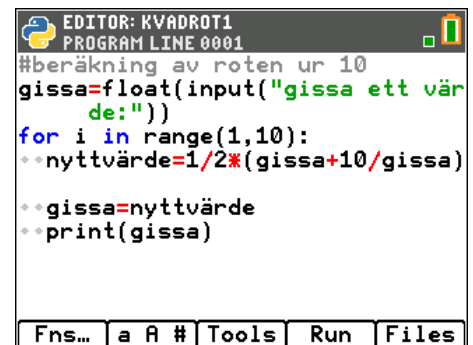 EDITOR: KVADROT1
PROGRAM LINE 0001
#beräkning av roten ur 10
gissa=float(input("gissa ett vär
de:"))
for i in range(1,10):
nyttvärde=1/2*(gissa+10/gissa)
gissa=nyttvärde
print(gissa)
Fns… a A # Tools Run Files